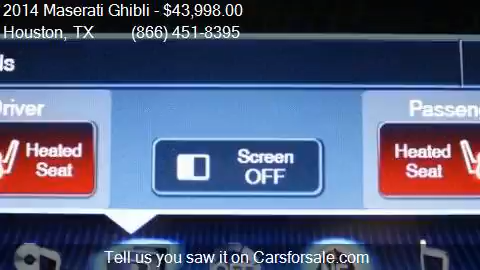 2014 Maserati Ghibli - $43,998.00
Houston, TX (866) 451-8395
Heated
Seat
Screen
OFF
Heated
Seat
Tell us you saw it on Carsforsale.com